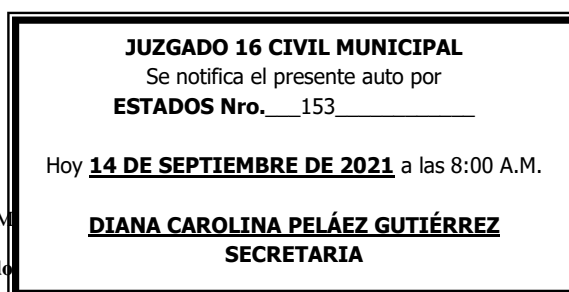 JUZGADO 16 CIVIL MUNICIPAL
Se notifica el presente auto por
ESTADOS Nro.___153____________
Hoy 14 DE SEPTIEMBRE DE 2021 a las 8:00 A.M.
DIANA CAROLINA PELÁEZ GUTIÉRREZ
SECRETARIA